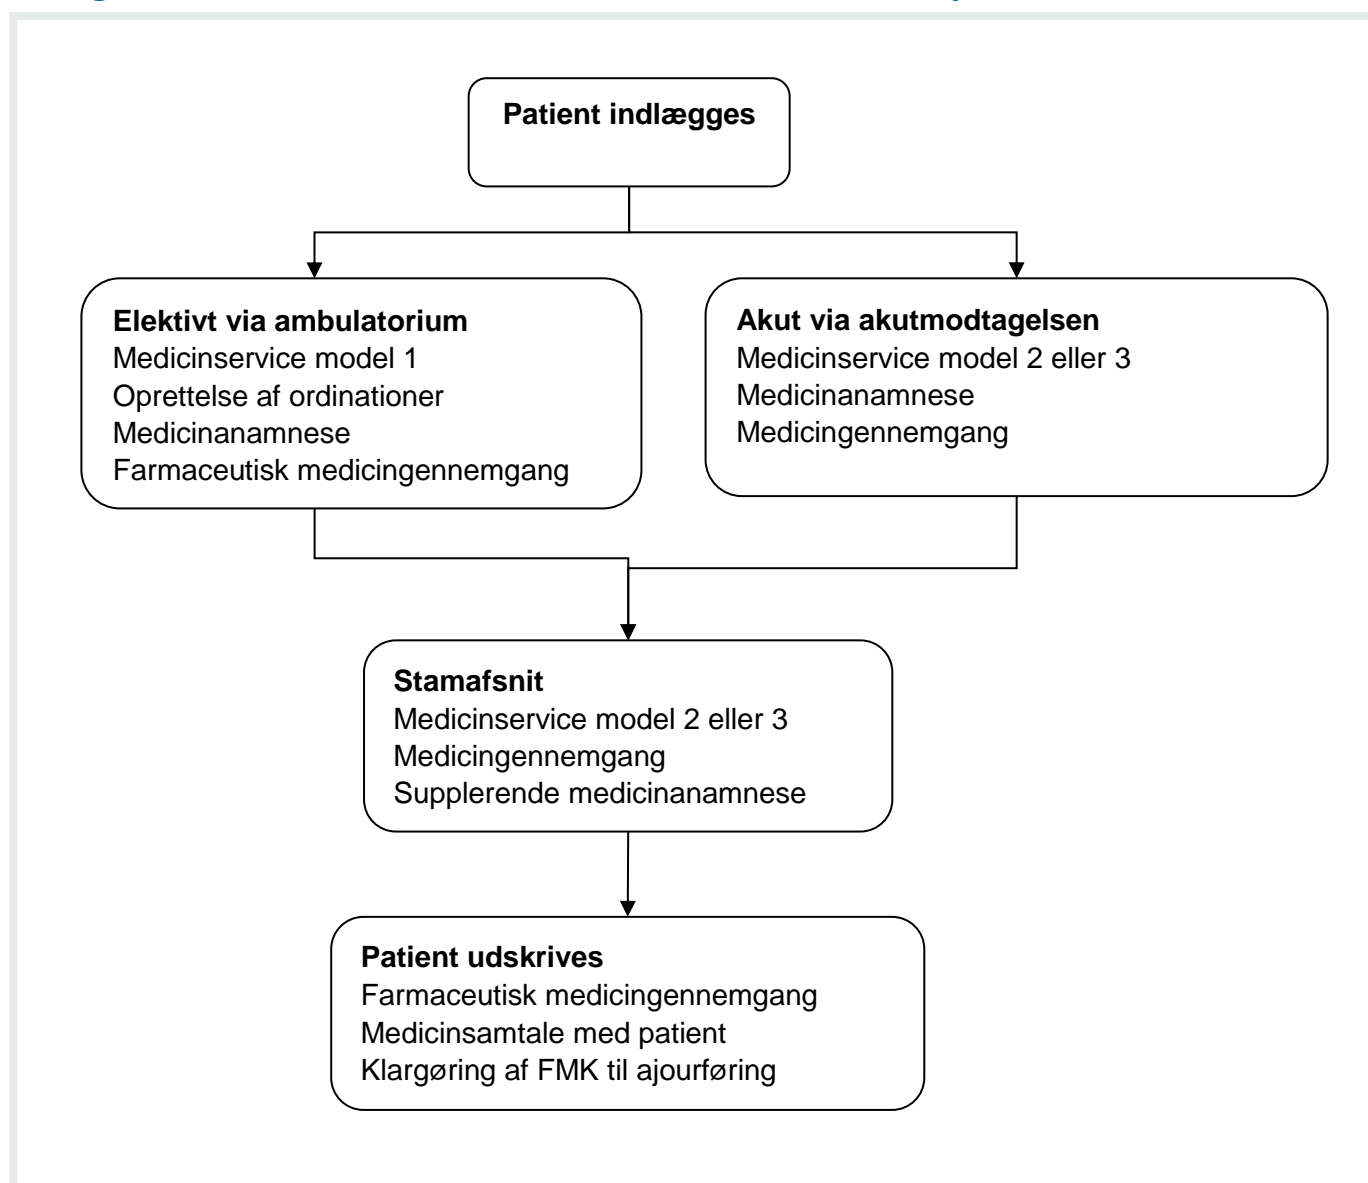 Patient indlægges
Elektivt via ambulatorium
Medicinservice model 1
Oprettelse af ordinationer
Medicinanamnese
Farmaceutisk medicingennemgang
Akut via akutmodtagelsen
Medicinservice model 2 eller 3
Medicinanamnese
Medicingennemgang
Stamafsnit
Medicinservice model 2 eller 3
Medicingennemgang
Supplerende medicinanamnese
Patient udskrives
Farmaceutisk medicingennemgang
Medicinsamtale med patient
Klargøring af FMK til ajourføring